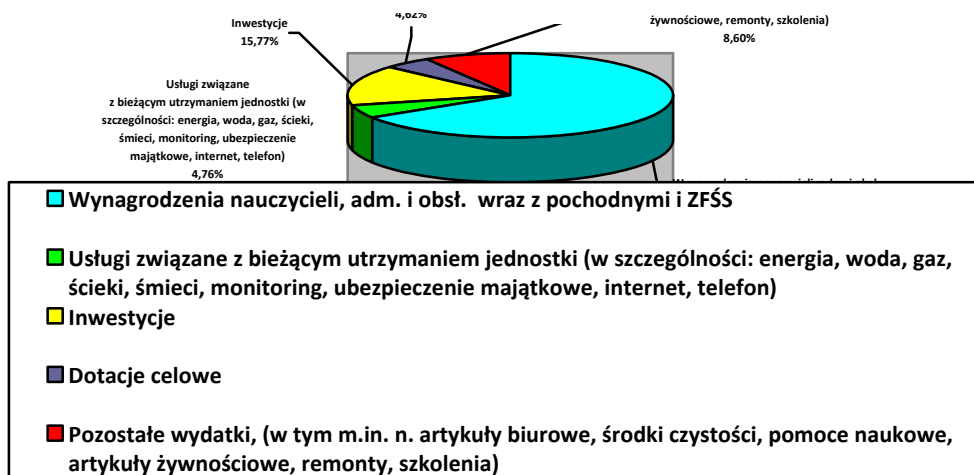 4,62%
żywnościowe, remonty, szkolenia)
8,60%
Inwestycje
15,77%
Usługi związane
z bieżącym utrzymaniem jednostki (w
szczególności: energia, woda, gaz, ścieki,
śmieci, monitoring, ubezpieczenie
majątkowe, internet, telefon)
4,76%
Wynagrodzenia nauczycieli, adm. i obsł. wraz z pochodnymi i ZFŚS
Usługi związane z bieżącym utrzymaniem jednostki (w szczególności: energia, woda, gaz,
ścieki, śmieci, monitoring, ubezpieczenie majątkowe, internet, telefon)
Inwestycje
Dotacje celowe
Pozostałe wydatki, (w tym m.in. n. artykuły biurowe, środki czystości, pomoce naukowe,
artykuły żywnościowe, remonty, szkolenia)